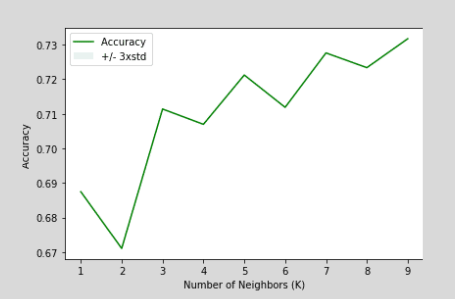 Accuracy
+/- 3xstd
0.73
0.72
0.71
0.70
0.69
0.68
0.67
Accuracy
1 2 3 4 5 6 7 8 9
Number of Neighbors (K)